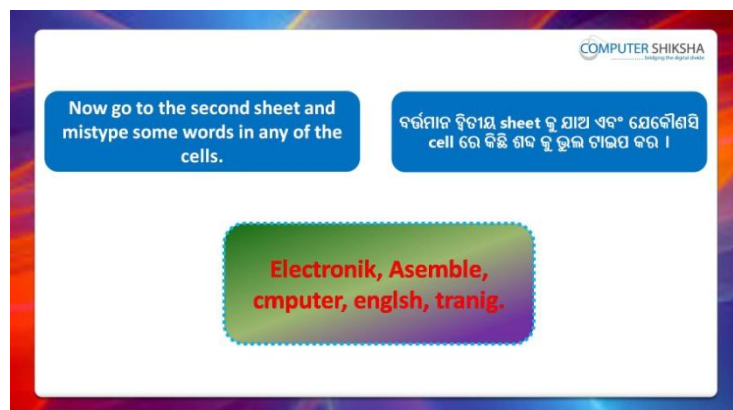 COMPUTER SHIKSHA
bridging the digital divide
Now go to the second sheet and
mistype some words in any of the
cells.
ବର୍ତ୍ତମାନ ଦ୍ୱିତୀୟ sheet କୁ ଯାଅ ଏବଂ ଯେକୌଣସି
cell ରେ କିଛି ଶବ୍ଦ କୁ ଭୁଲ ଟାଇପ କର ।
Electronik, Asemble,
cmputer, englsh, tranig.